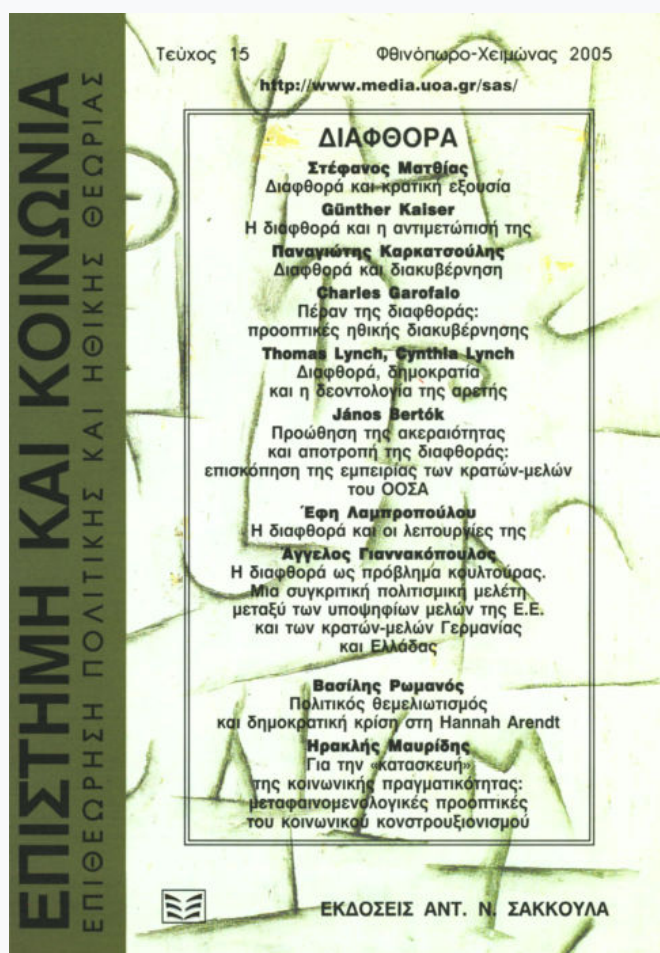 ΕΠΙΣΤΗΜΗ ΚΑΙ ΚΟΙΝΩΝΙΑ
ΕΠΙΘΕΩΡΗΣΗ ΠΟΛΙΤΙΚΗΣ ΚΑΙ ΗΘΙΚΗΣ ΘΕΩΡΙΑΣ
Τεύχος 15 Φθινόπωρο-Χειμώνας 2005
http://www.media.uoa.gr/sas/
ΔΙΑΦΘΟΡΑ
Στέφανος Ματθίας
Διαφθορά και κρατική εξουσία
Günther Kaiser
Η διαφθορά και η αντιμετώπισή της
Παναγιώτης Καρκατσούλης
Διαφθορά και διακυβέρνηση
Charles Garofalo
Πέραν της διαφθοράς:
προοπτικές ηθικής διακυβέρνησης
Thomas Lynch, Cynthia Lynch
Διαφθορά, δημοκρατία
και η δεοντολογία της αρετής
János Bertók
Προώθηση της ακεραιότητας
και αποτροπή της διαφθοράς:
επισκόπηση της εμπειρίας των κρατών-μελών
του ΟΟΣΑ
Έφη Λαμπροπούλου
Η διαφθορά και οι λειτουργίες της
Άγγελος Γιαννακόπουλος
Η διαφθορά ως πρόβλημα κουλτούρας.
Μια συγκριτική πολιτισμική μελέτη
μεταξύ των υποψηφίων μελών της Ε.Ε.
και των κρατών-μελών Γερμανίας
και Ελλάδας
Βασίλης Ρωμανός
Πολιτικός θεμελιωτισμός
και δημοκρατική κρίση στη Hannah Arendt
Ηρακλής Μαυρίδης
Για την «κατασκευή»
της κοινωνικής πραγματικότητας:
μεταφαινομενολογικές προοπτικές
του κοινωνικού κονστρουξιονισμού
ΕΚΔΟΣΕΙΣ ΑΝΤ. Ν. ΣΑΚΚΟΥΛΑ